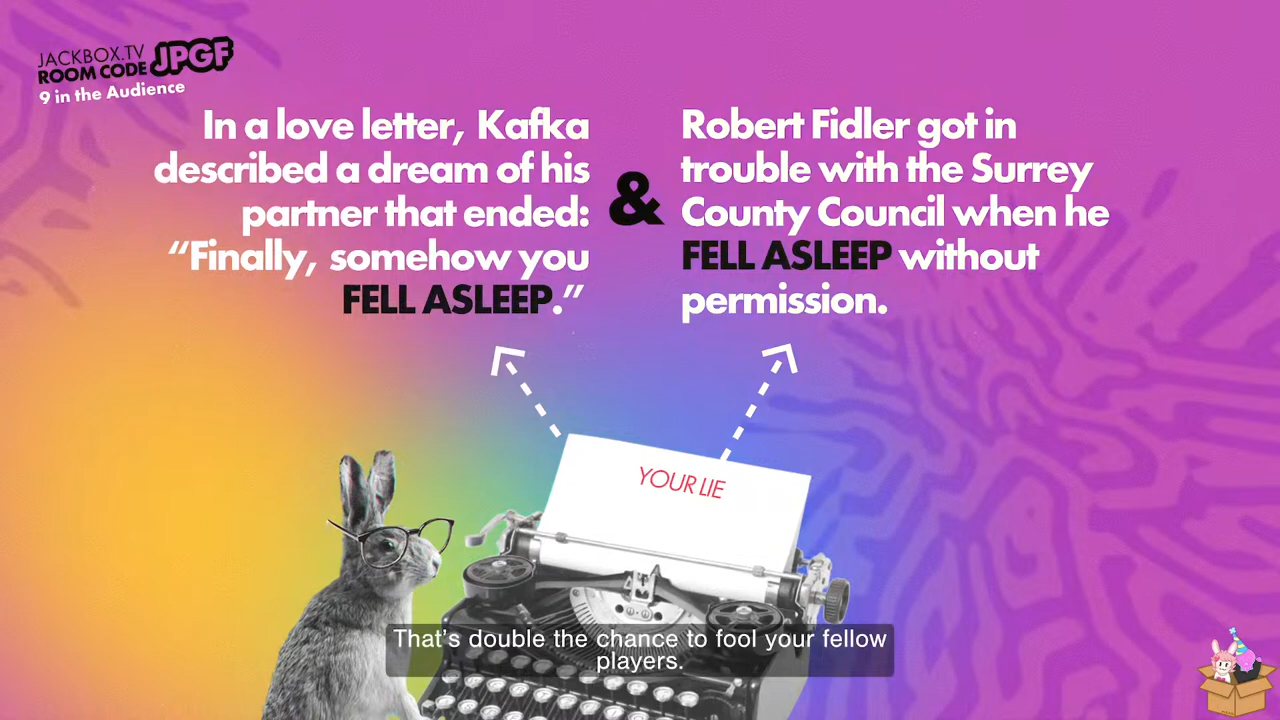 JACKBOX.TV
ROOM CODE JPGF
9 in the Audience
In a love letter, Kafka
described a dream of his
partner that ended:
“Finally, somehow you
FELL ASLEEP.”
&
Robert Fidler got in
trouble with the Surrey
County Council when he
FELL ASLEEP without
permission.
YOUR LIE
That’s double the chance to fool your fellow
players.